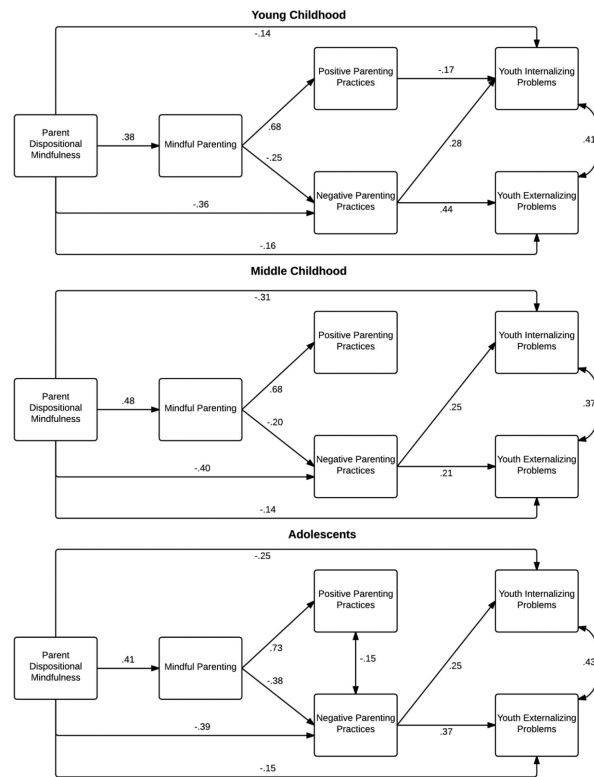 Young Childhood
-.14
Positive Parenting
Practices
-.17
Youth Internalizing
Problems
Parent
Dispositional
Mindfulness
.38
Mindful Parenting
.68
-.25
.28
.41
Negative Parenting
Practices
.44
Youth Externalizing
Problems
-.36
-.16
Middle Childhood
-.31
Positive Parenting
Practices
Youth Internalizing
Problems
Parent
Dispositional
Mindfulness
.48
Mindful Parenting
.68
-.20
.25
.37
Negative Parenting
Practices
.21
Youth Externalizing
Problems
-.40
-.14
Adolescents
-.25
Positive Parenting
Practices
Youth Internalizing
Problems
Parent
Dispositional
Mindfulness
.41
Mindful Parenting
.73
-.38
-.15
.25
.43
Negative Parenting
Practices
.37
Youth Externalizing
Problems
-.39
-.15